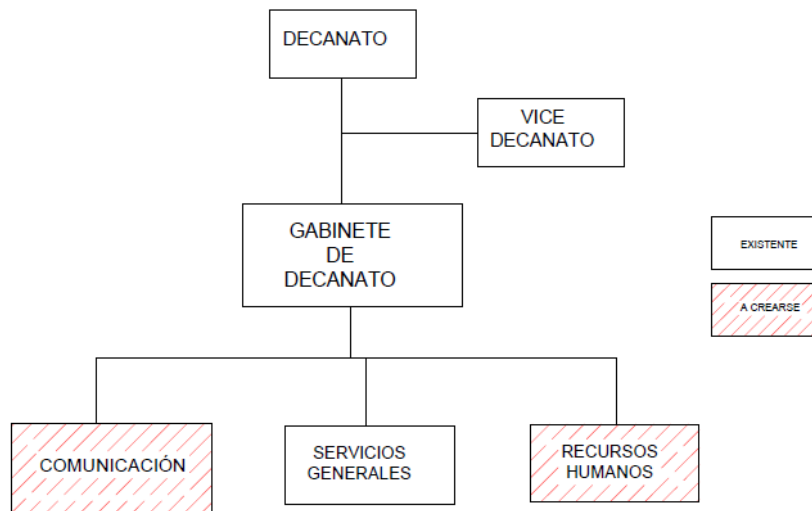 DECANATO
VICE
DECANATO
GABINETE
DE
DECANATO
EXISTENTE
A CREARSE
COMUNICACIÓN
SERVICIOS
GENERALES
RECURSOS
HUMANOS